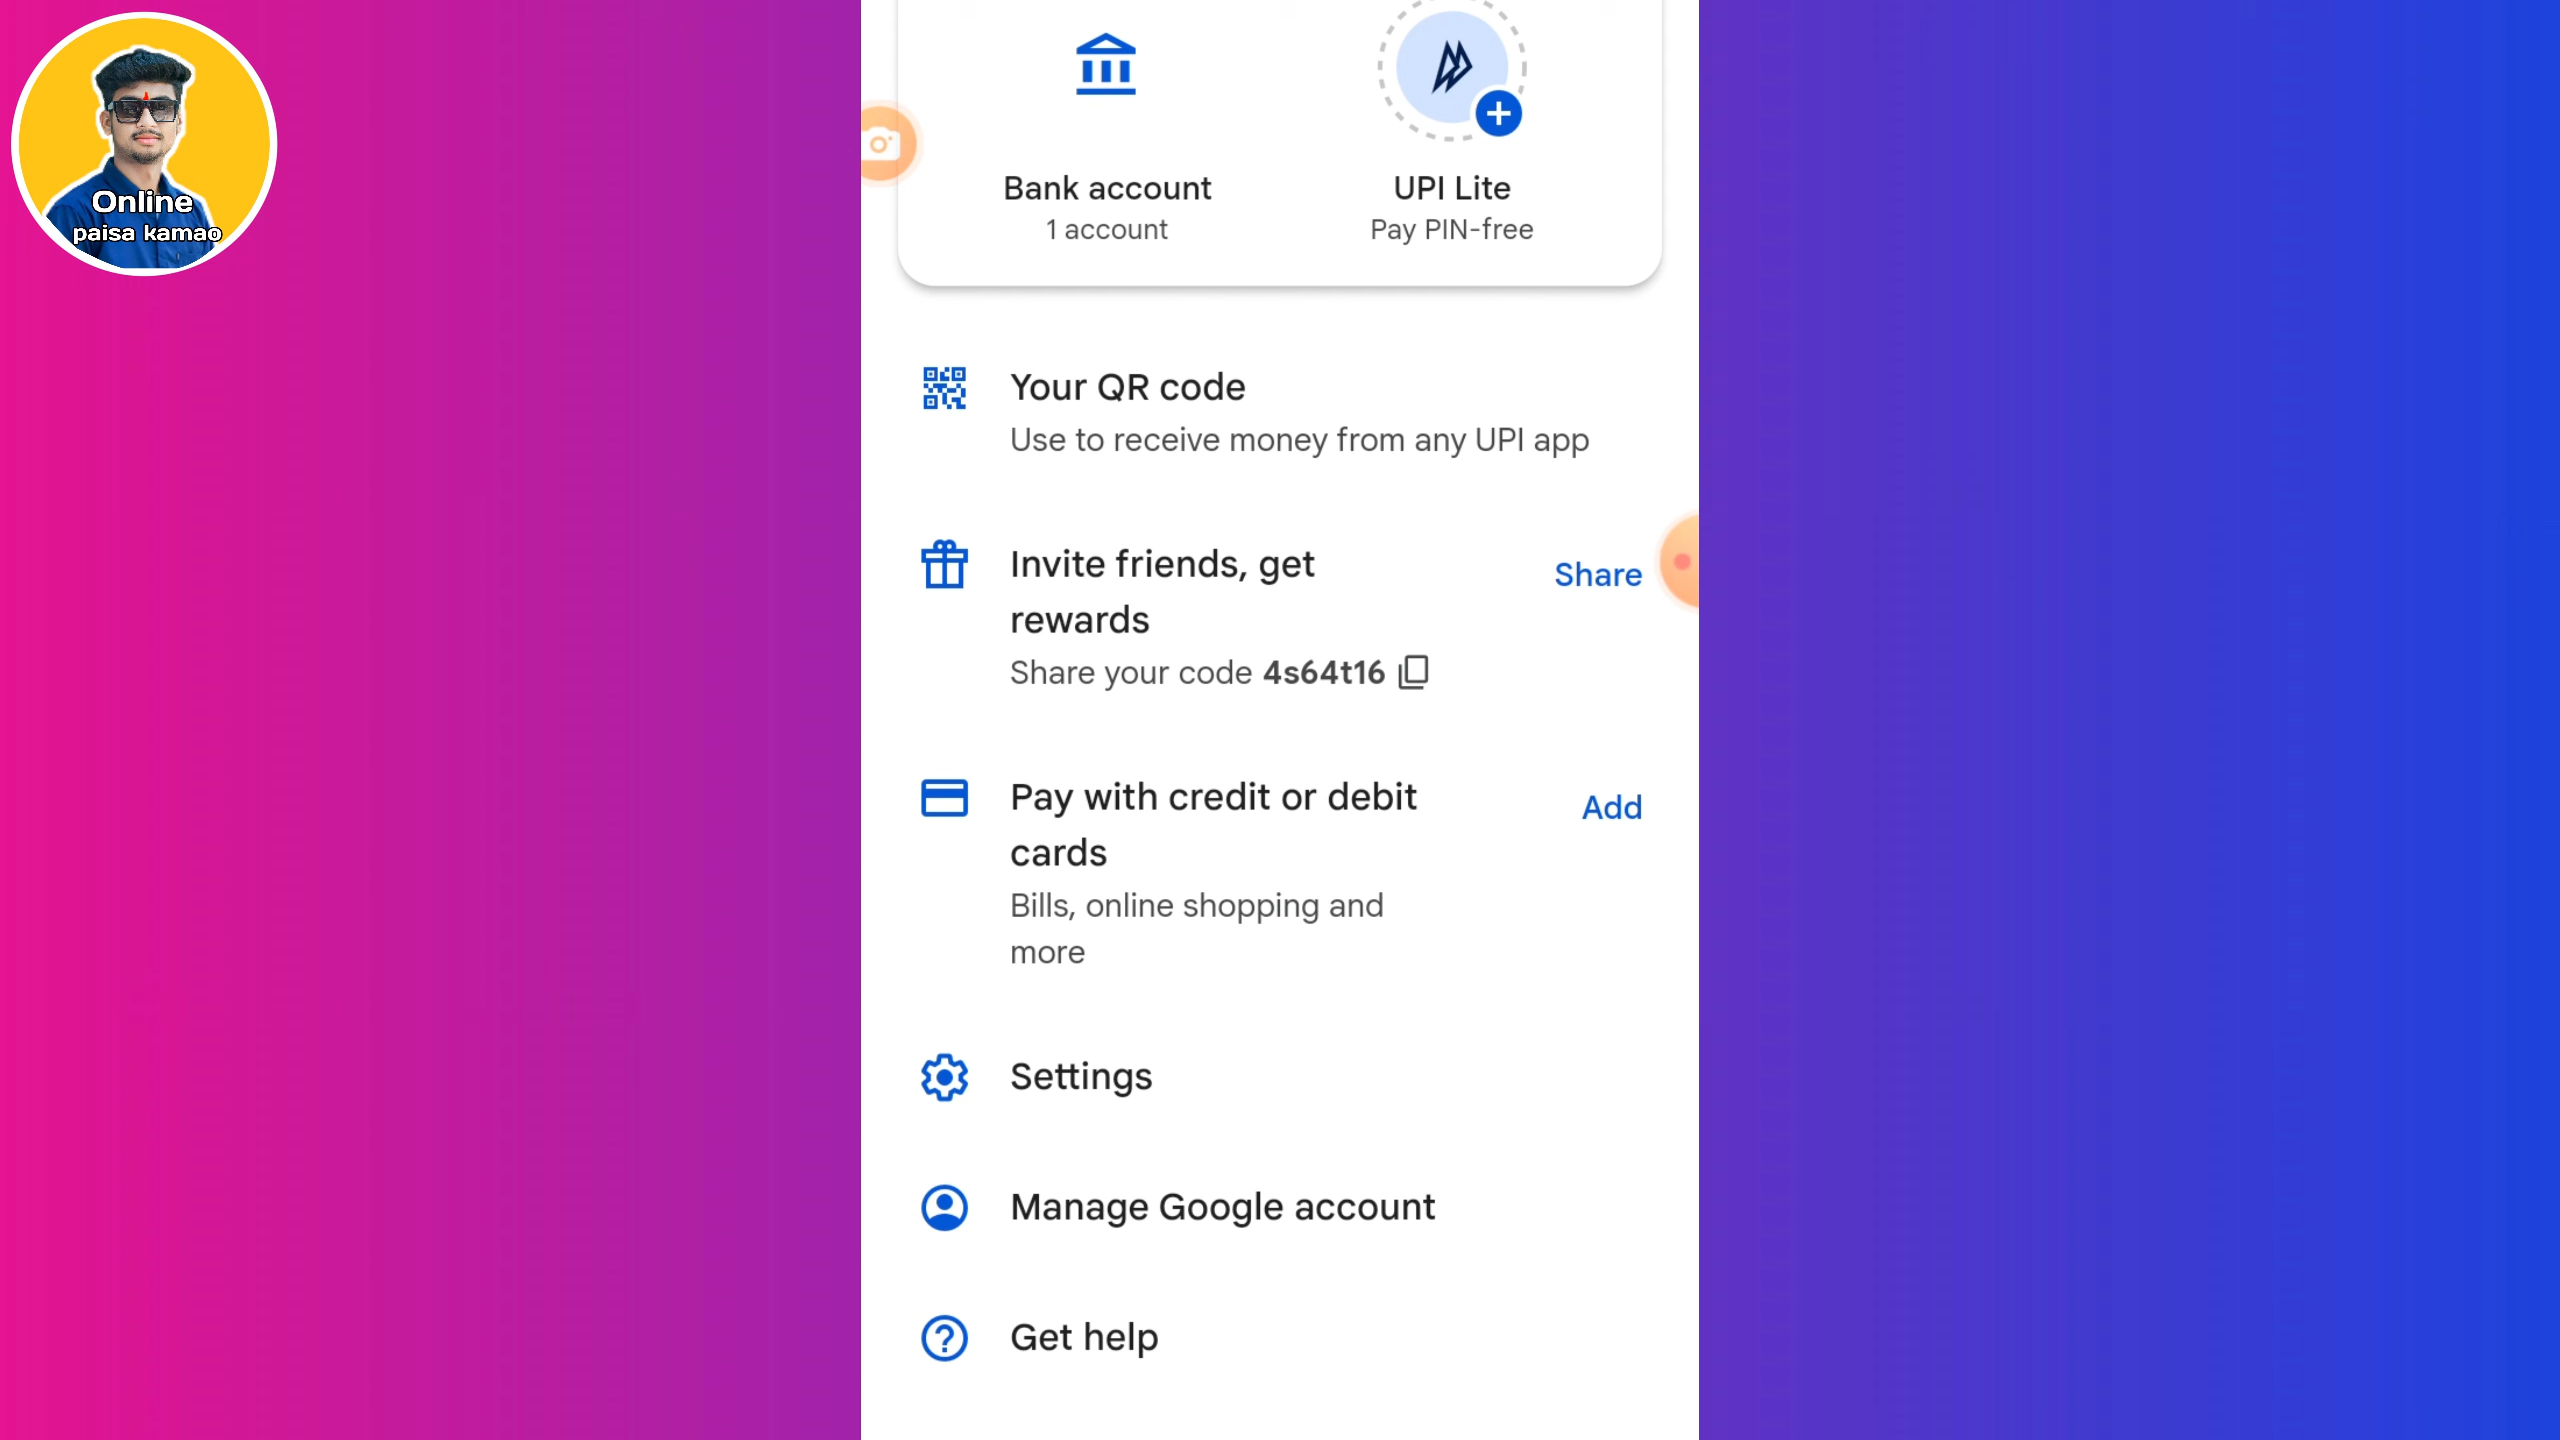 Online
paisa kamao
Bank account
1 account
UPI Lite
Pay PIN-free
Your QR code
Use to receive money from any UPI app
Invite friends, get
rewards
Share
Share your code 4s64t16
Pay with credit or debit
cards
Add
Bills, online shopping and
more
Settings
Manage Google account
Get help